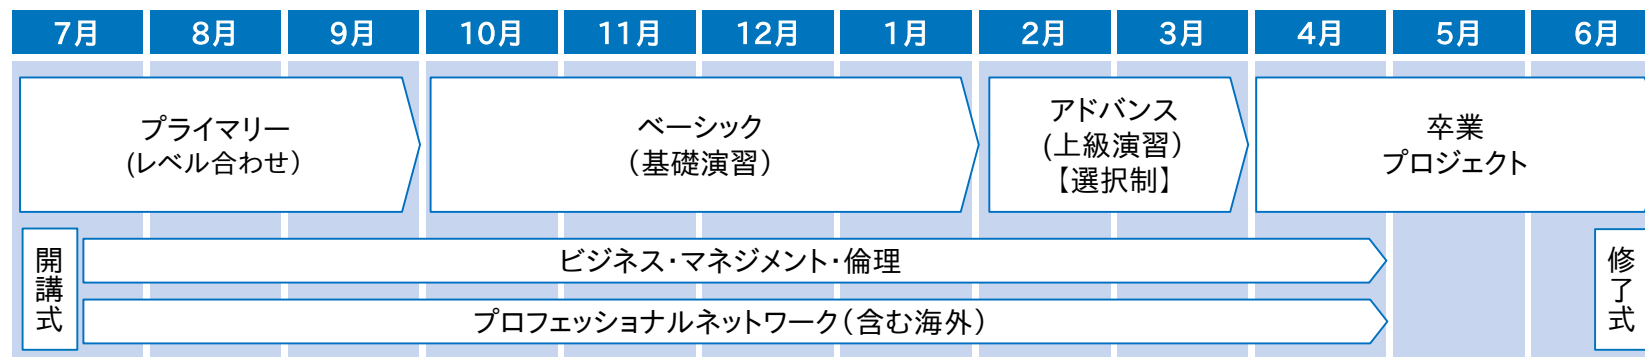 7月 8月 9月 10月 11月 12月 1月 2月 3月 4月 5月 6月
プライマリー
(レベル合わせ）
ベーシック
（基礎演習）
アドバンス
(上級演習）
【選択制】
卒業
プロジェクト
開講式
ビジネス・マネジメント・倫理
プロフェッショナルネットワーク（含む海外）
修了式